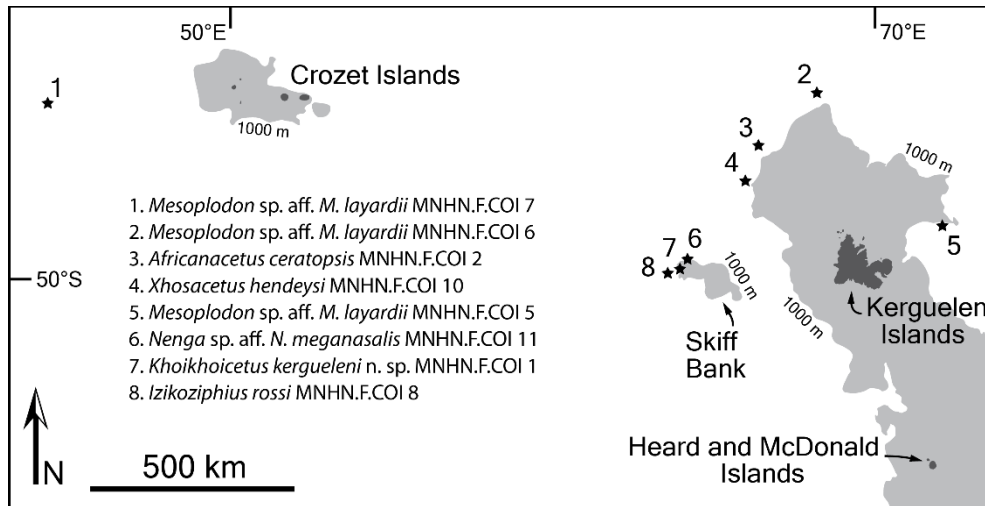 50°E
70°E
1
Crozet Islands
1000 m
2
3
4
1000 m
5
1. Mesoplodon sp. aff. M. layardii MNHN.F.COI 7
2. Mesoplodon sp. aff. M. layardii MNHN.F.COI 6
3. Africanacetus ceratopsis MNHN.F.COI 2
4. Xhosacetus hendeysi MNHN.F.COI 10
5. Mesoplodon sp. aff. M. layardii MNHN.F.COI 5
6. Nenga sp. aff. N. meganasalis MNHN.F.COI 11
7. Khoikhoicetus kergueleni n. sp. MNHN.F.COI 1
8. Izikoziphius rossi MNHN.F.COI 8
50°S
6
7
8
1000 m
1000 m
Skiff
Bank
Kerguelen
Islands
Heard and McDonald
Islands
N
500 km